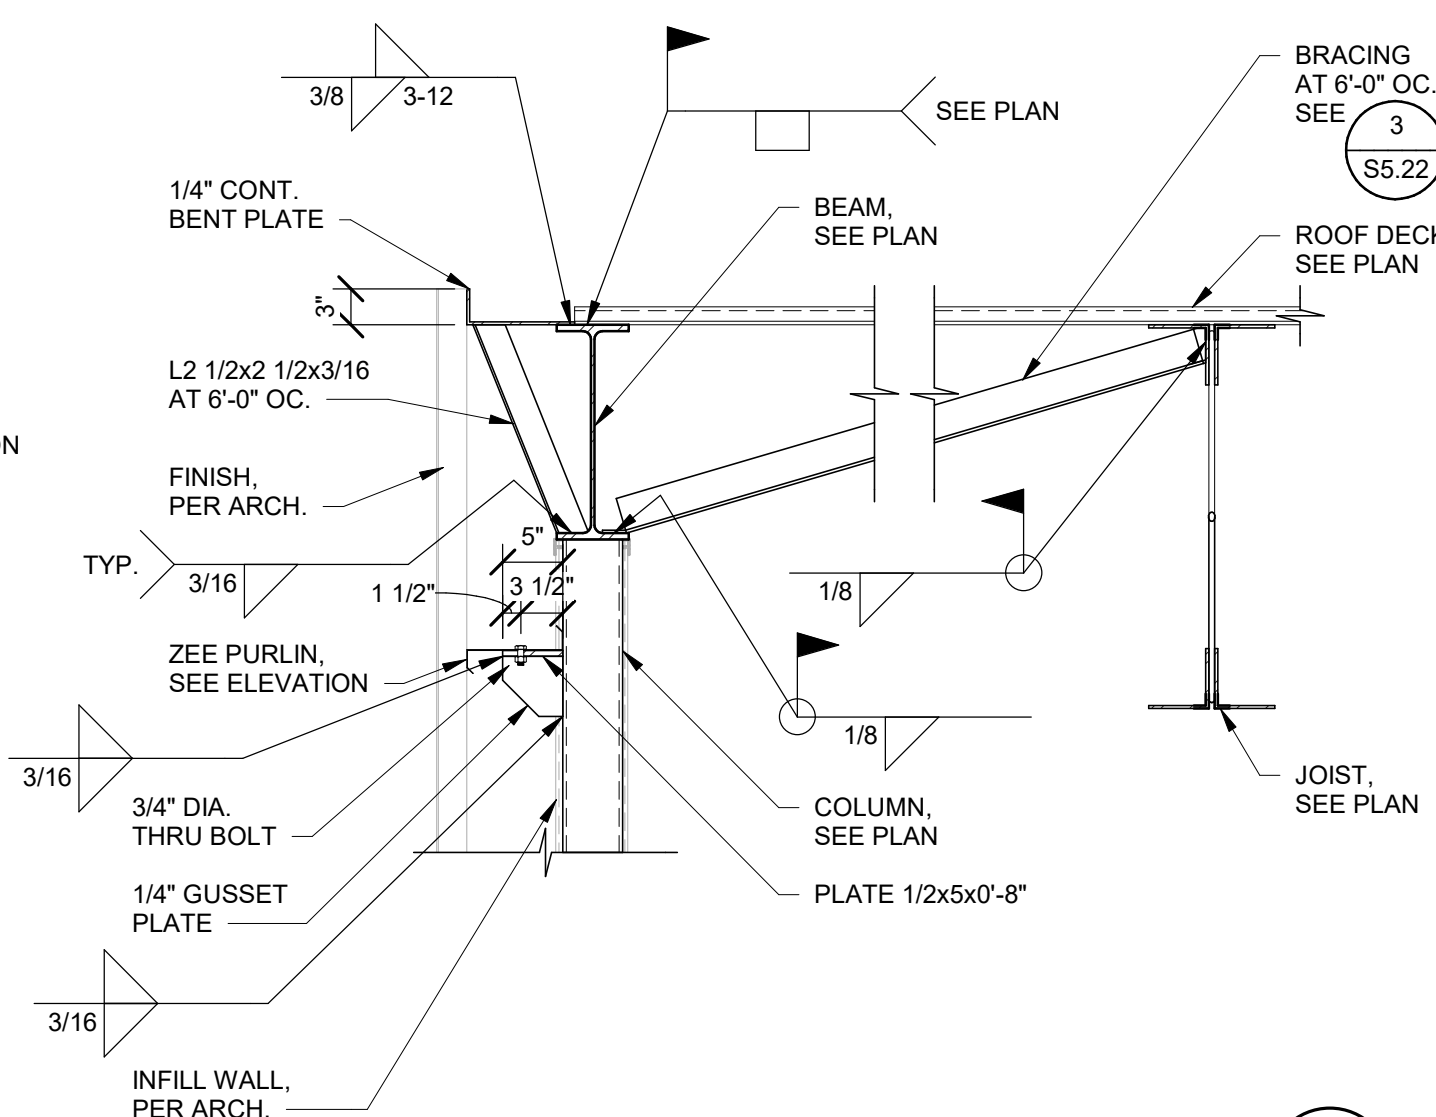 3/8
3-12
SEE PLAN
BRACING
AT 6'-0" OC.
SEE
3
S5.22
1/4" CONT.
BENT PLATE
BEAM,
SEE PLAN
ROOF DECK
SEE PLAN
3"
L2 1/2x2 1/2x3/16
AT 6'-0" OC.
ON
FINISH,
PER ARCH.
TYP.
3/16
5"
1 1/2"
3 1/2"
1/8
ZEE PURLIN,
SEE ELEVATION
1/8
3/16
3/4" DIA.
THRU BOLT
COLUMN,
SEE PLAN
JOIST,
SEE PLAN
1/4" GUSSET
PLATE
PLATE 1/2x5x0'-8"
3/16
INFILL WALL,
PER ARCH.